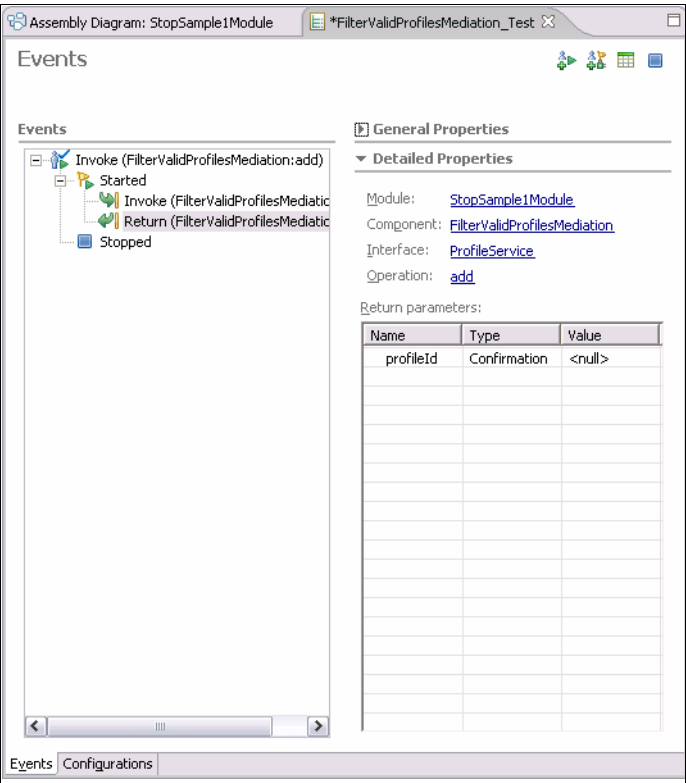 Assembly Diagram: StopSample1Module
*FilterValidProfilesMediation_Test
Events
Events
Invoke (FilterValidProfilesMediation:add)
Started
Invoke (FilterValidProfilesMediatic
Return (FilterValidProfilesMediatic
Stopped
General Properties
Detailed Properties
Module: StopSample1Module
Component: FilterValidProfilesMediation
Interface: ProfileService
Operation: add
Return parameters:
Name Type Value
profileId Confirmation <null>
Events Configurations